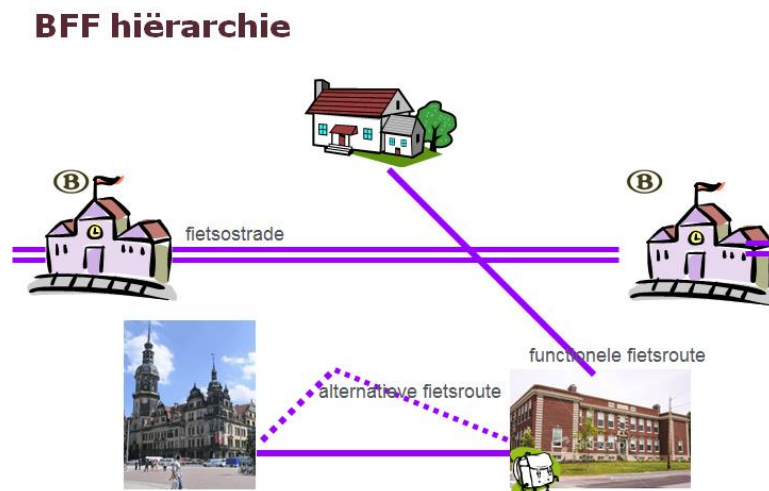 BFF hiërarchie
B
B
fietsostrade
functionele fietsroute
alternatieve fietsroute